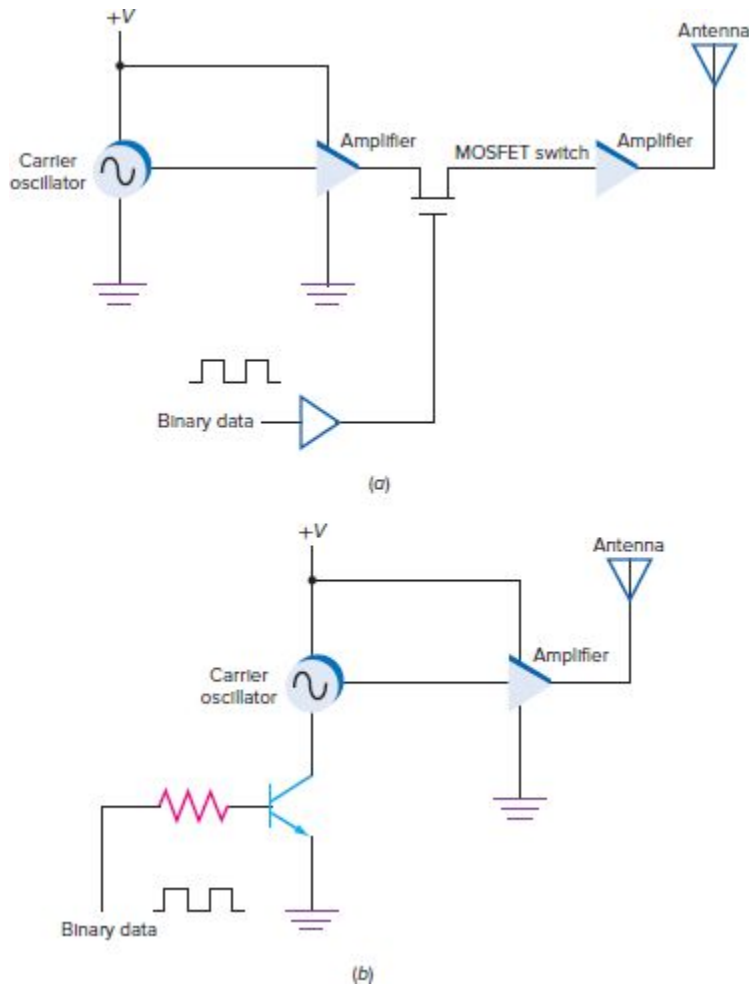 +V
Antenna
Amplifier
Amplifier
MOSFET switch
Carrier
oscillator
Binary data
(a)
+V
Antenna
Amplifier
Carrier
oscillator
Binary data
(b)